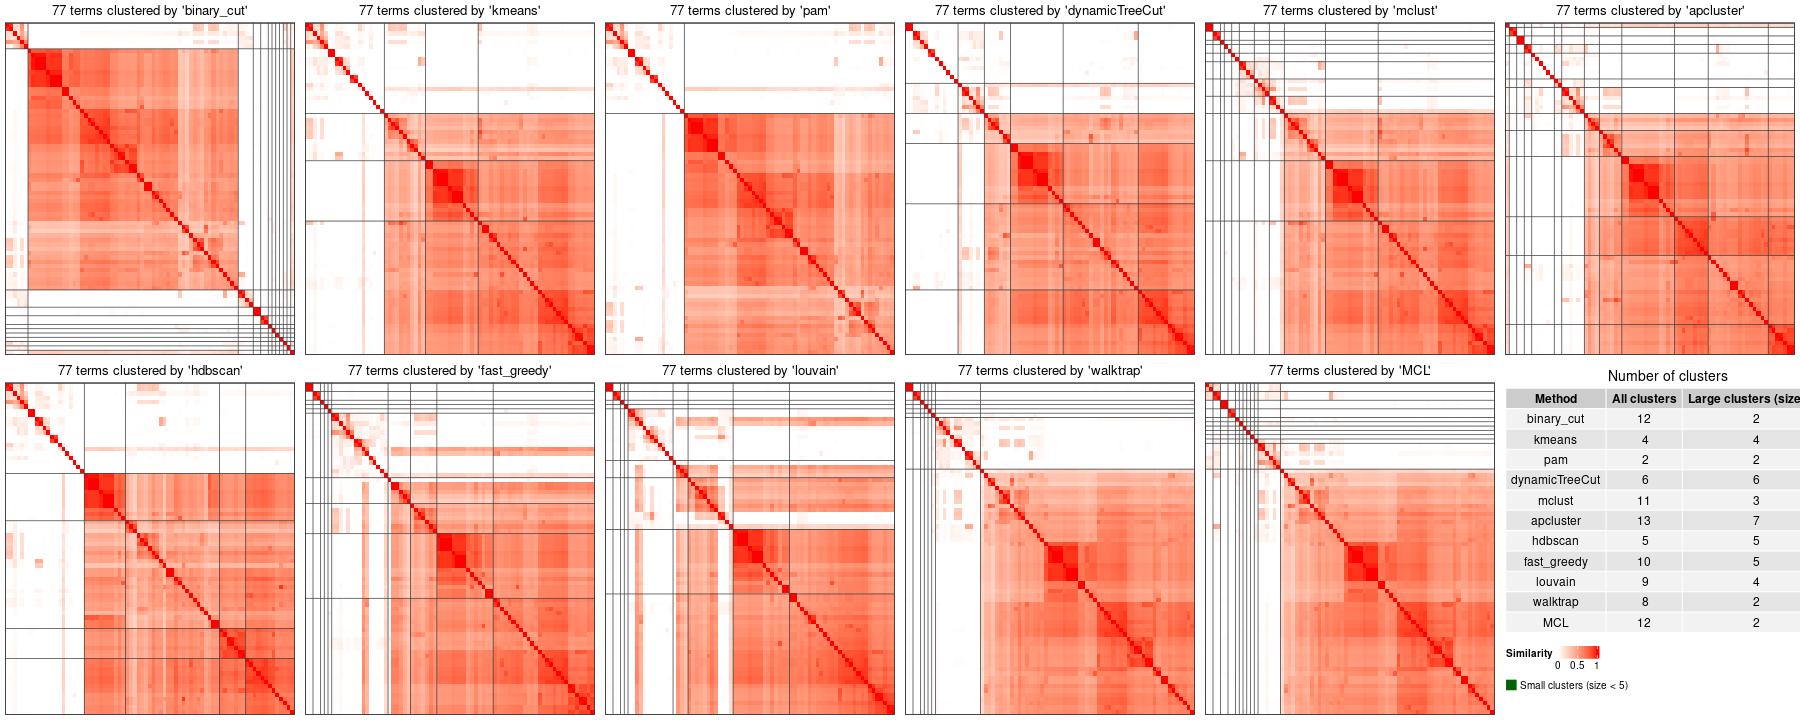 77 terms clustered by 'binary_cut'
77 terms clustered by 'kmeans'
77 terms clustered by 'pam'
77 terms clustered by 'dynamicTreeCut'
77 terms clustered by 'mclust'
77 terms clustered by 'apcluster'
77 terms clustered by 'hdbscan'
77 terms clustered by 'fast_greedy'
77 terms clustered by 'louvain'
77 terms clustered by 'walktrap'
77 terms clustered by 'MCL'
Number of clusters
Method All clusters Large clusters (size
binary_cut 12 2
kmeans 4 4
pam 2 2
dynamicTreeCut 6 6
mclust 11 3
apcluster 13 7
hdbscan 5 5
fast_greedy 10 5
louvain 9 4
walktrap 8 2
MCL 12 2
Similarity
0 0.5 1
Small clusters (size < 5)